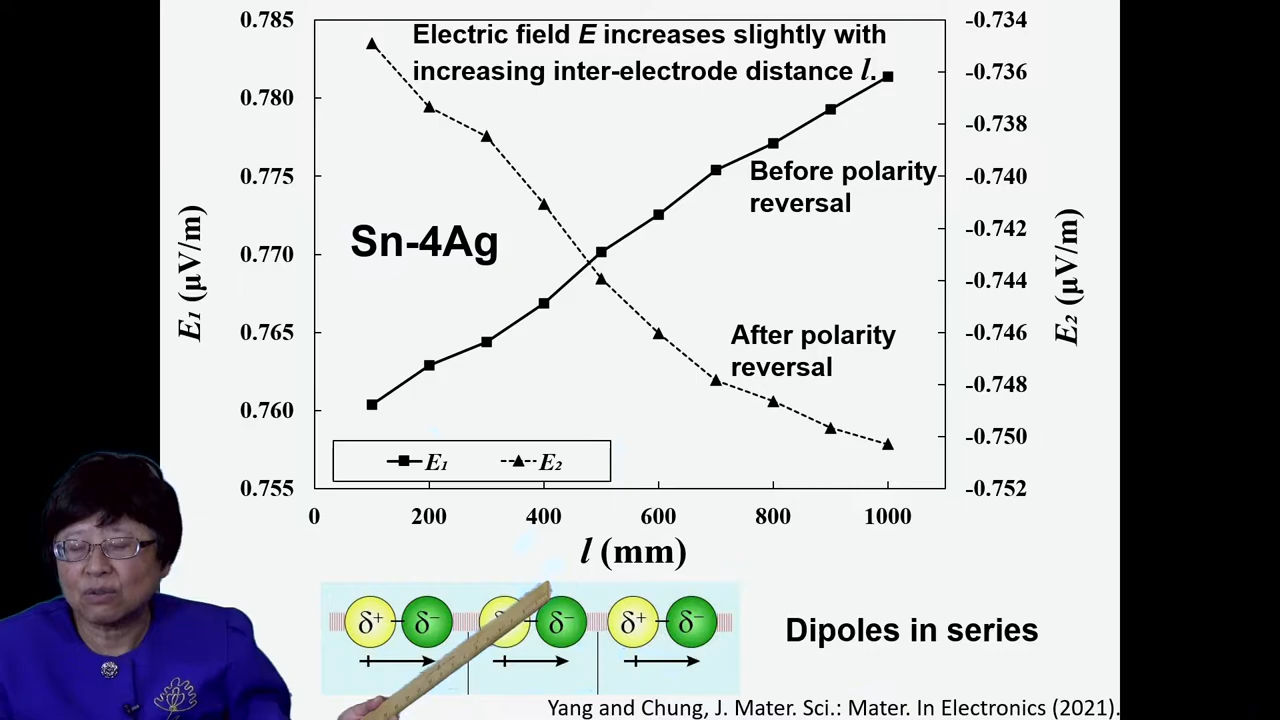 Electric field E increases slightly with
increasing inter-electrode distance l.
0.785
0.780
0.775
0.770
0.765
0.760
0.755
E₁ (µV/m)
-0.734
-0.736
-0.738
-0.740
-0.742
-0.744
-0.746
-0.748
-0.750
-0.752
E₂ (µV/m)
Before polarity
reversal
Sn-4Ag
After polarity
reversal
E₁ E₂
0 200 400 600 800 1000
l (mm)
δ⁺ δ⁻ δ⁻ δ⁺ δ⁻
Dipoles in series
Yang and Chung, J. Mater. Sci.: Mater. In Electronics (2021).